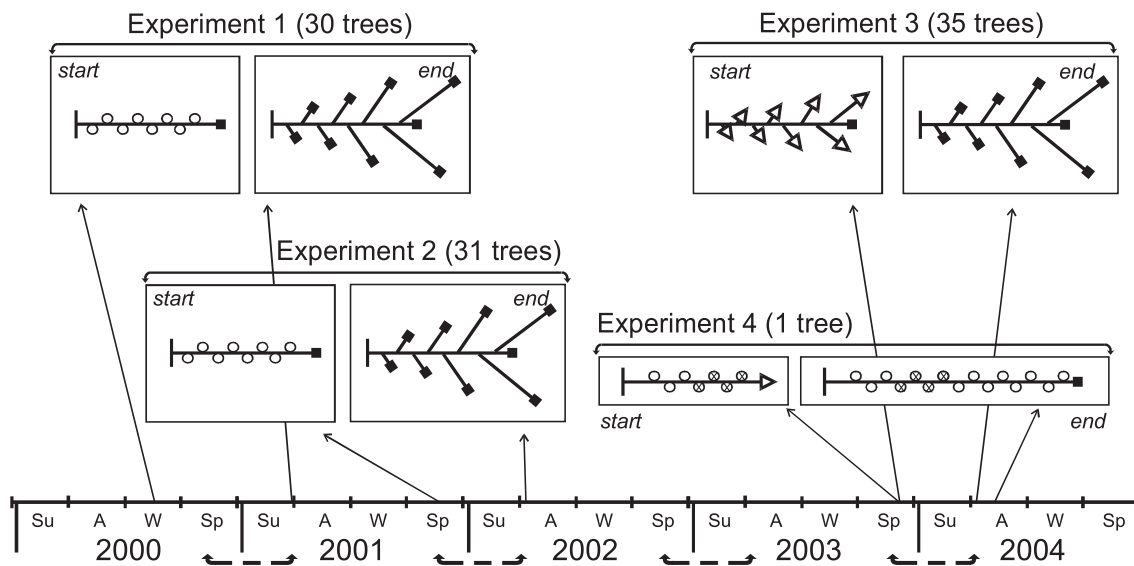 Experiment 1 (30 trees)
start
end
Experiment 3 (35 trees)
start
end
Experiment 2 (31 trees)
start
end
Experiment 4 (1 tree)
start
end
Su A W Sp Su A W Sp Su A W Sp Su A W Sp Su A W Sp
2000 2001 2002 2003 2004